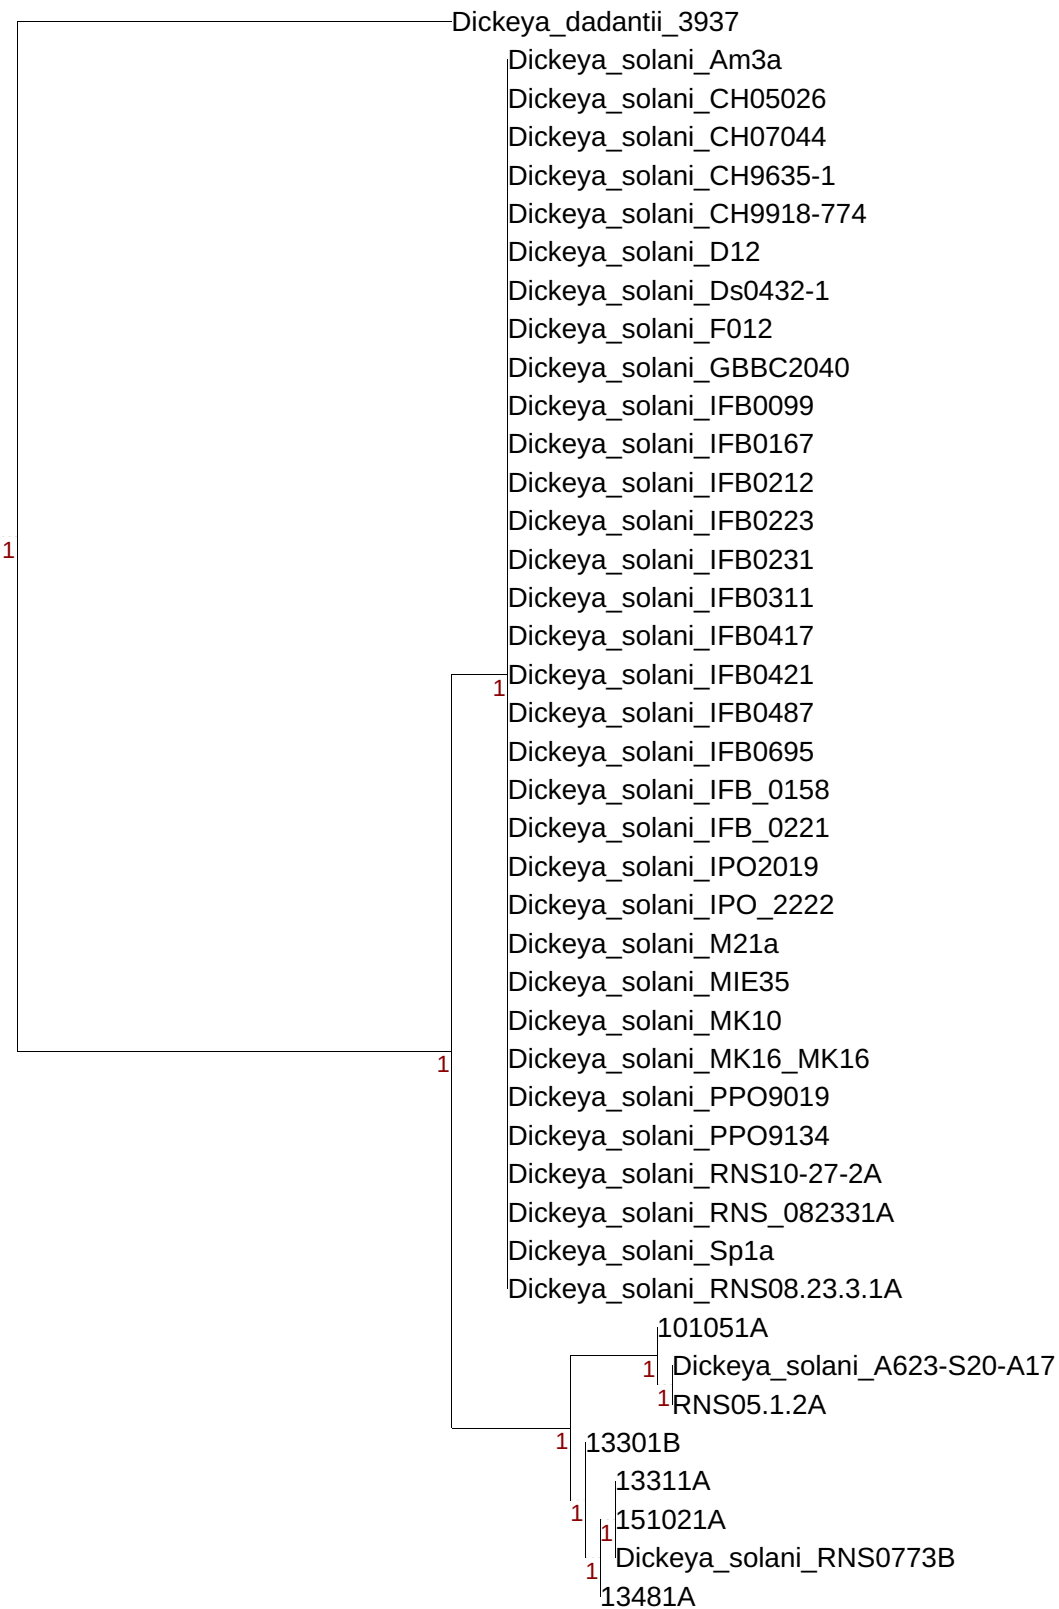 Dickeya_dadantii_3937
Dickeya_solani_Am3a
Dickeya_solani_CH05026
Dickeya_solani_CH07044
Dickeya_solani_CH9635-1
Dickeya_solani_CH9918-774
Dickeya_solani_D12
Dickeya_solani_Ds0432-1
Dickeya_solani_F012
Dickeya_solani_GBBC2040
Dickeya_solani_IFB0099
Dickeya_solani_IFB0167
Dickeya_solani_IFB0212
Dickeya_solani_IFB0223
1
Dickeya_solani_IFB0231
Dickeya_solani_IFB0311
Dickeya_solani_IFB0417
Dickeya_solani_IFB0421
1
Dickeya_solani_IFB0487
Dickeya_solani_IFB0695
Dickeya_solani_IFB_0158
Dickeya_solani_IFB_0221
Dickeya_solani_IPO2019
Dickeya_solani_IPO_2222
Dickeya_solani_M21a
Dickeya_solani_MIE35
Dickeya_solani_MK10
Dickeya_solani_MK16_MK16
1
Dickeya_solani_PPO9019
Dickeya_solani_PPO9134
Dickeya_solani_RNS10-27-2A
Dickeya_solani_RNS_082331A
Dickeya_solani_Sp1a
Dickeya_solani_RNS08.23.3.1A
101051A
Dickeya_solani_A623-S20-A17
1
1
RNS05.1.2A
1
13301B
13311A
1
151021A
1
Dickeya_solani_RNS0773B
1
13481A